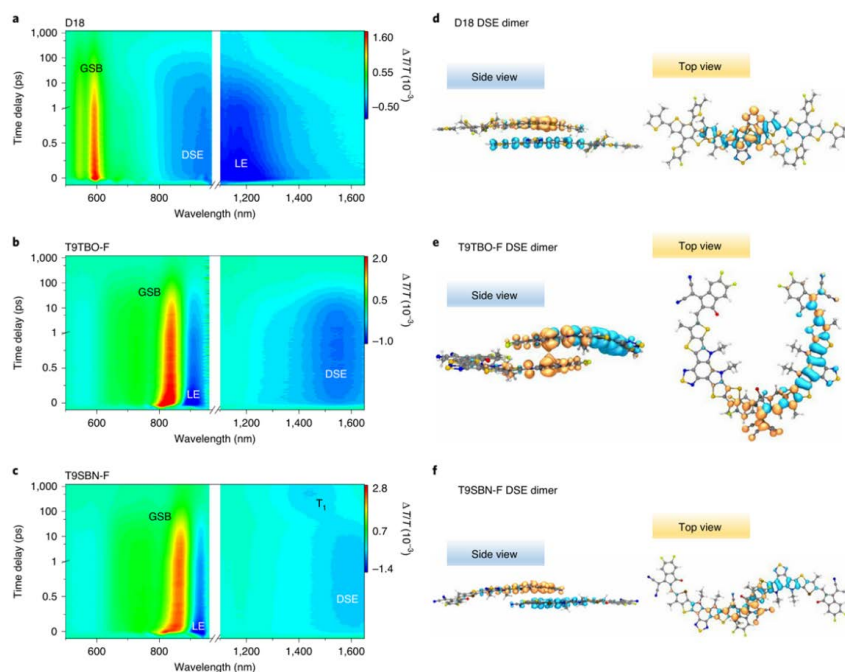 a
D18
1,000
100
10
1
0.5
0
Time delay (ps)
GSB
DSE
LE
600
800
1,200
1,400
1,600
Wavelength (nm)
1.60
0.55
−0.50
Δ T/T (10⁻³)
b
T9TBO-F
1,000
100
10
1
0.5
0
Time delay (ps)
GSB
LE
DSE
600
800
1,200
1,400
1,600
Wavelength (nm)
2.0
0.5
−1.0
Δ T/T (10⁻³)
c
T9SBN-F
1,000
100
10
1
0.5
0
Time delay (ps)
GSB
LE
T₁
DSE
600
800
1,200
1,400
1,600
Wavelength (nm)
2.8
0.7
−1.4
Δ T/T (10⁻³)
d
D18 DSE dimer
Side view
Top view
e
T9TBO-F DSE dimer
Side view
Top view
f
T9SBN-F DSE dimer
Side view
Top view